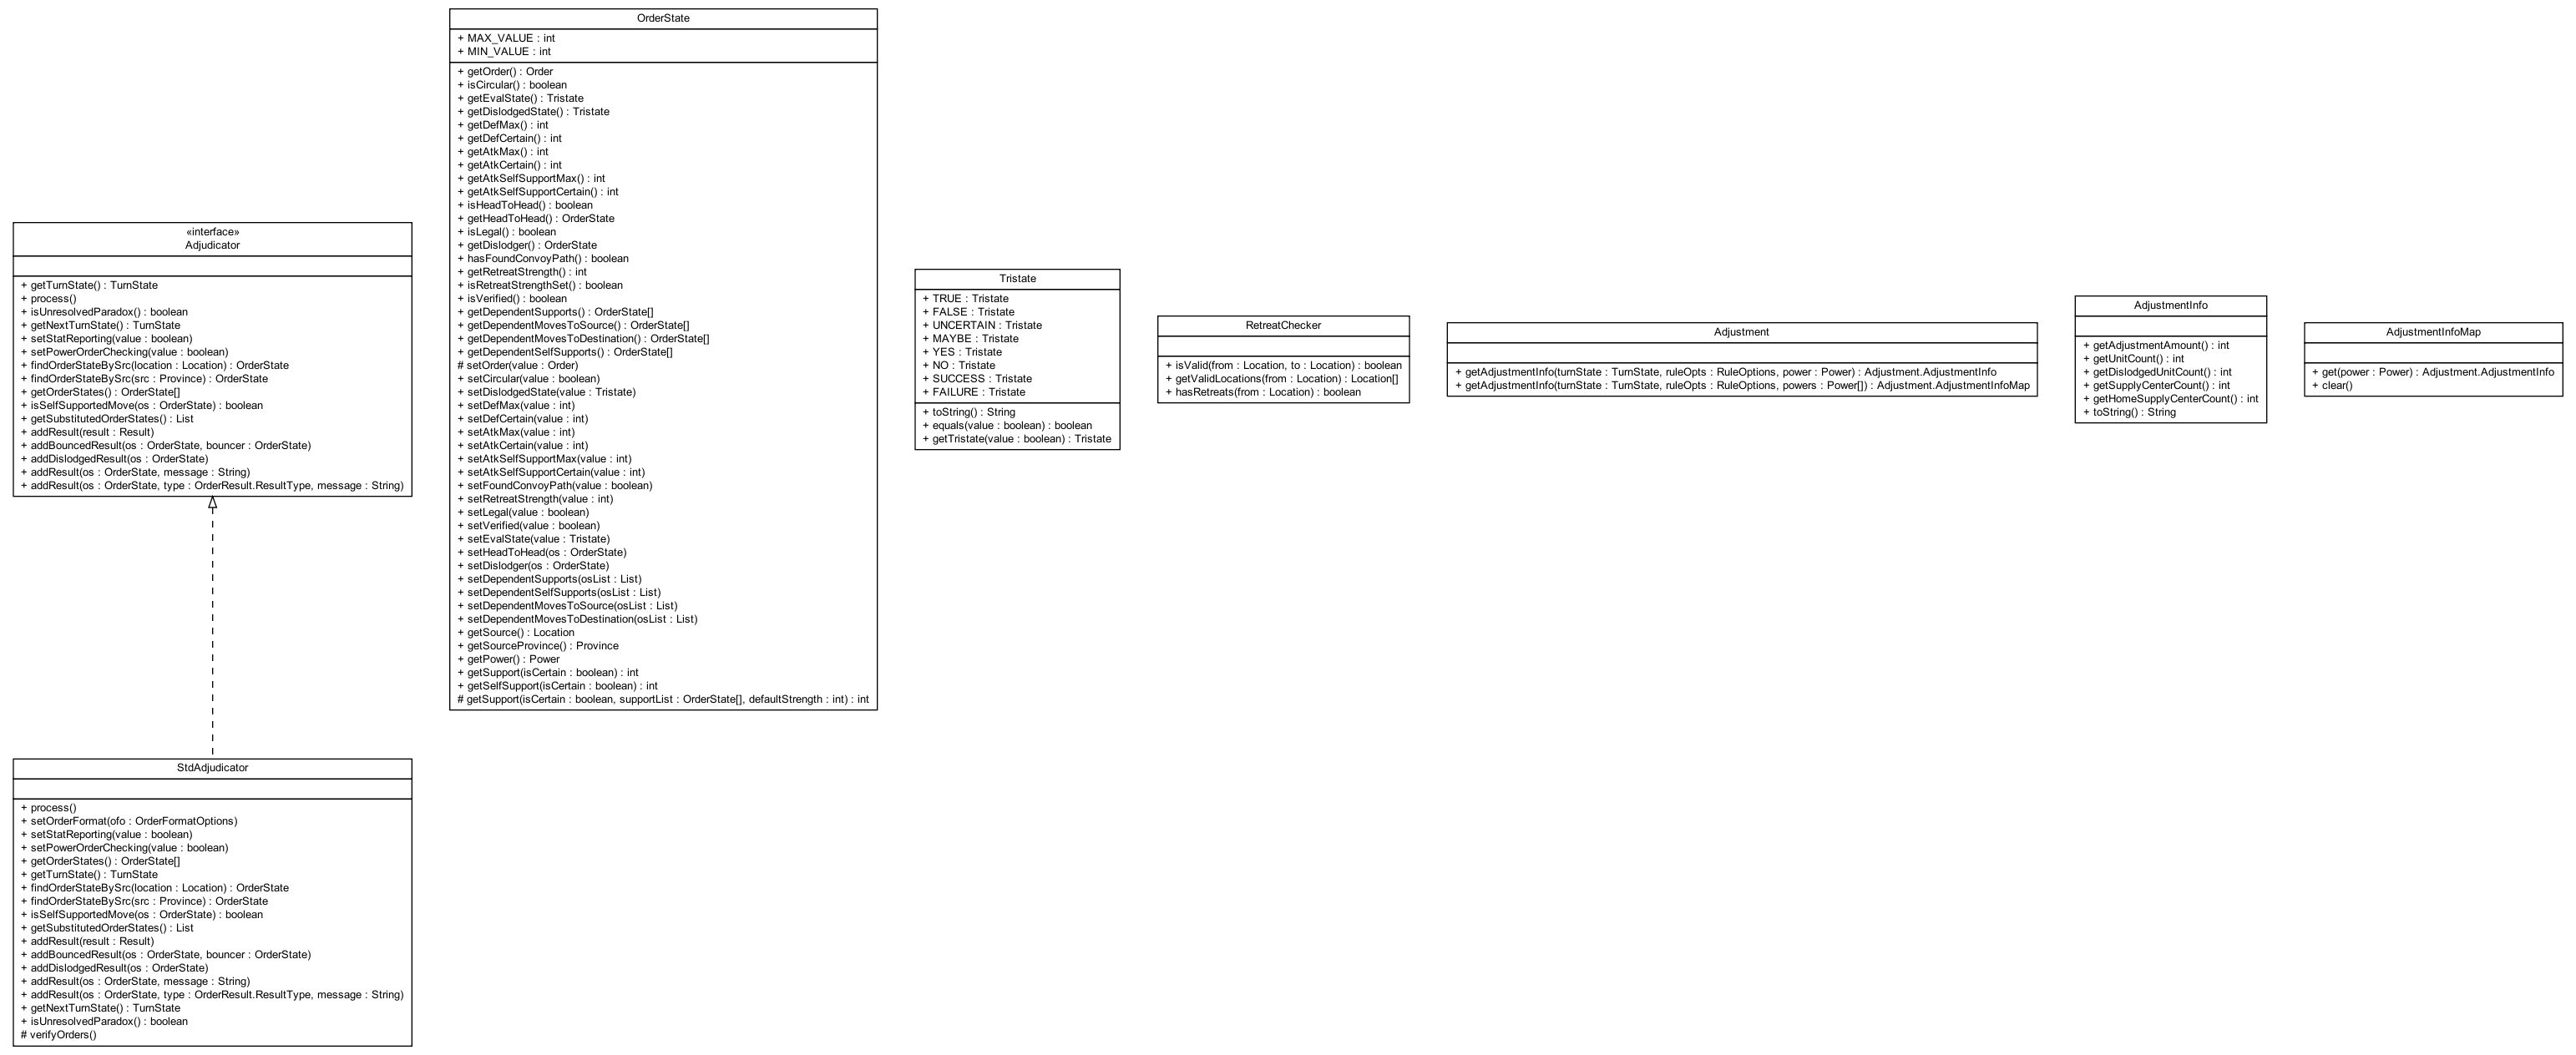 «interface»
Adjudicator
+ getTurnState() : TurnState
+ process()
+ isUnresolvedParadox() : boolean
+ getNextTurnState() : TurnState
+ setStatReporting(value : boolean)
+ setPowerOrderChecking(value : boolean)
+ findOrderStateBySrc(location : Location) : OrderState
+ findOrderStateBySrc(src : Province) : OrderState
+ getOrderStates() : OrderState[]
+ isSelfSupportedMove(os : OrderState) : boolean
+ getSubstitutedOrderStates() : List
+ addResult(result : Result)
+ addBouncedResult(os : OrderState, bouncer : OrderState)
+ addDislodgedResult(os : OrderState)
+ addResult(os : OrderState, message : String)
+ addResult(os : OrderState, type : OrderResult.ResultType, message : String)
StdAdjudicator
+ process()
+ setOrderFormat(ofo : OrderFormatOptions)
+ setStatReporting(value : boolean)
+ setPowerOrderChecking(value : boolean)
+ getOrderStates() : OrderState[]
+ getTurnState() : TurnState
+ findOrderStateBySrc(location : Location) : OrderState
+ findOrderStateBySrc(src : Province) : OrderState
+ isSelfSupportedMove(os : OrderState) : boolean
+ getSubstitutedOrderStates() : List
+ addResult(result : Result)
+ addBouncedResult(os : OrderState, bouncer : OrderState)
+ addDislodgedResult(os : OrderState)
+ addResult(os : OrderState, message : String)
+ addResult(os : OrderState, type : OrderResult.ResultType, message : String)
+ getNextTurnState() : TurnState
+ isUnresolvedParadox() : boolean
# verifyOrders()
OrderState
+ MAX_VALUE : int
+ MIN_VALUE : int
+ getOrder() : Order
+ isCircular() : boolean
+ getEvalState() : Tristate
+ getDislodgedState() : Tristate
+ getDefMax() : int
+ getDefCertain() : int
+ getAtkMax() : int
+ getAtkCertain() : int
+ getAtkSelfSupportMax() : int
+ getAtkSelfSupportCertain() : int
+ isHeadToHead() : boolean
+ getHeadToHead() : OrderState
+ isLegal() : boolean
+ getDislodger() : OrderState
+ hasFoundConvoyPath() : boolean
+ getRetreatStrength() : int
+ isRetreatStrengthSet() : boolean
+ isVerified() : boolean
+ getDependentSupports() : OrderState[]
+ getDependentMovesToSource() : OrderState[]
+ getDependentMovesToDestination() : OrderState[]
+ getDependentSelfSupports() : OrderState[]
# setOrder(value : Order)
+ setCircular(value : boolean)
+ setDislodgedState(value : Tristate)
+ setDefMax(value : int)
+ setDefCertain(value : int)
+ setAtkMax(value : int)
+ setAtkCertain(value : int)
+ setAtkSelfSupportMax(value : int)
+ setAtkSelfSupportCertain(value : int)
+ setFoundConvoyPath(value : boolean)
+ setRetreatStrength(value : int)
+ setLegal(value : boolean)
+ setVerified(value : boolean)
+ setEvalState(value : Tristate)
+ setHeadToHead(os : OrderState)
+ setDislodger(os : OrderState)
+ setDependentSupports(osList : List)
+ setDependentSelfSupports(osList : List)
+ setDependentMovesToSource(osList : List)
+ setDependentMovesToDestination(osList : List)
+ getSource() : Location
+ getSourceProvince() : Province
+ getPower() : Power
+ getSupport(isCertain : boolean) : int
+ getSelfSupport(isCertain : boolean) : int
# getSupport(isCertain : boolean, supportList : OrderState[], defaultStrength : int) : int
Tristate
+ TRUE : Tristate
+ FALSE : Tristate
+ UNCERTAIN : Tristate
+ MAYBE : Tristate
+ YES : Tristate
+ NO : Tristate
+ SUCCESS : Tristate
+ FAILURE : Tristate
+ toString() : String
+ equals(value : boolean) : boolean
+ getTristate(value : boolean) : Tristate
RetreatChecker
+ isValid(from : Location, to : Location) : boolean
+ getValidLocations(from : Location) : Location[]
+ hasRetreats(from : Location) : boolean
Adjustment
+ getAdjustmentInfo(turnState : TurnState, ruleOpts : RuleOptions, power : Power) : Adjustment.AdjustmentInfo
+ getAdjustmentInfo(turnState : TurnState, ruleOpts : RuleOptions, powers : Power[]) : Adjustment.AdjustmentInfoMap
AdjustmentInfo
+ getAdjustmentAmount() : int
+ getUnitCount() : int
+ getDislodgedUnitCount() : int
+ getSupplyCenterCount() : int
+ getHomeSupplyCenterCount() : int
+ toString() : String
AdjustmentInfoMap
+ get(power : Power) : Adjustment.AdjustmentInfo
+ clear()